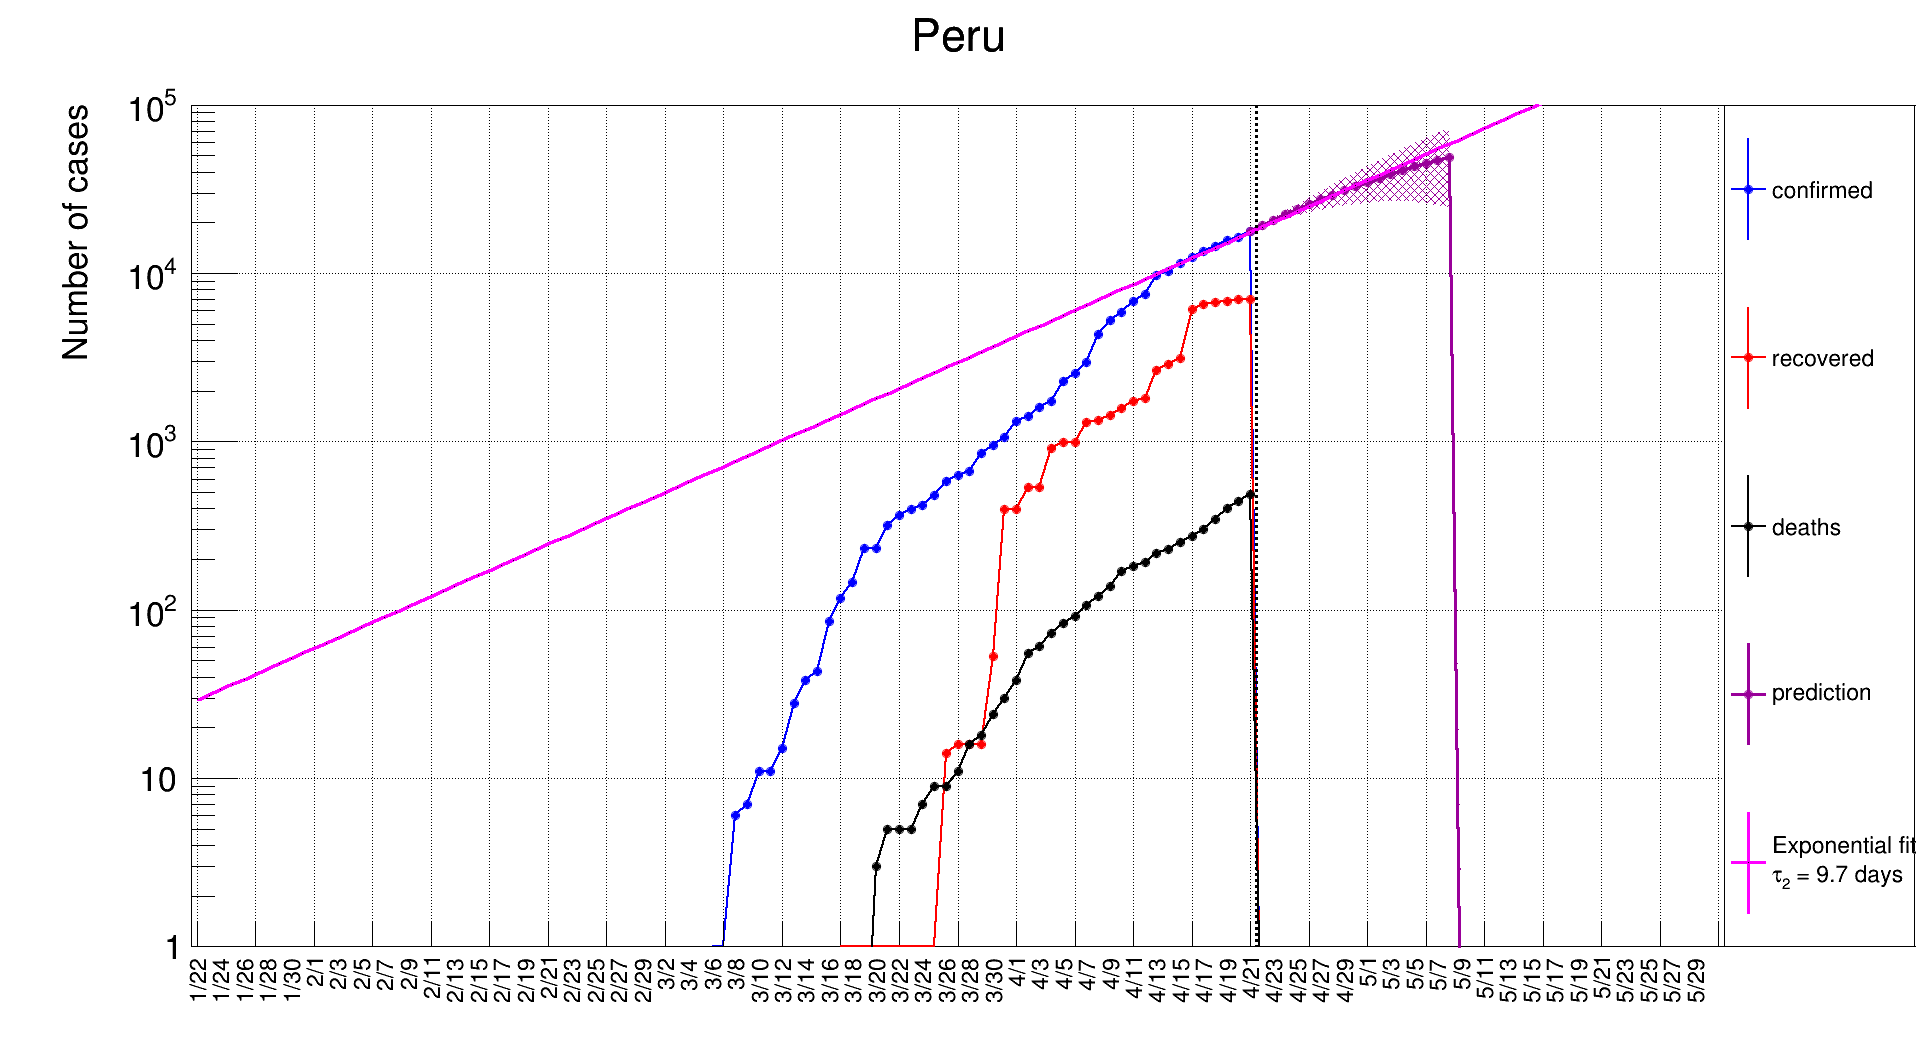 Peru
Number of cases
10^5
10^4
10^3
10^2
10
1
1/22 1/24 1/26 1/28 1/30 2/1 2/3 2/5 2/7 2/9 2/11 2/13 2/15 2/17 2/19 2/21 2/23 2/25 2/27 2/29 3/2 3/4 3/6 3/8 3/10 3/12 3/14 3/16 3/18 3/20 3/22 3/24 3/26 3/28 3/30 4/1 4/3 4/5 4/7 4/9 4/11 4/13 4/15 4/17 4/19 4/21 4/23 4/25 4/27 4/29 5/1 5/3 5/5 5/7 5/9 5/11 5/13 5/15 5/17 5/19 5/21 5/23 5/25 5/27 5/29
confirmed
recovered
deaths
prediction
Exponential fit
τ₂ = 9.7 days